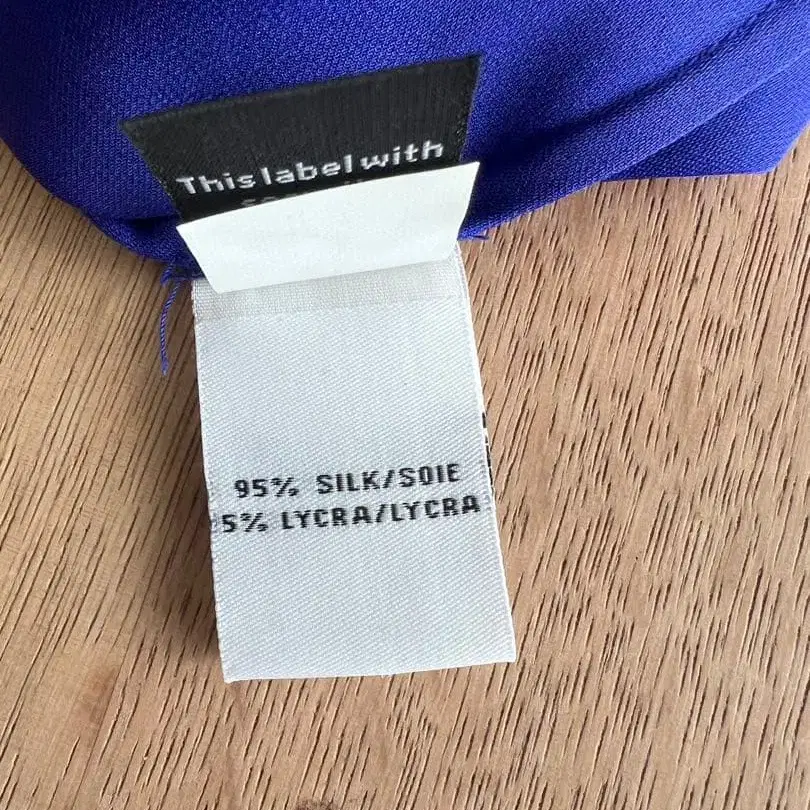 This label with
95% SILK/SOIE
5% LYCRA/LYCRA